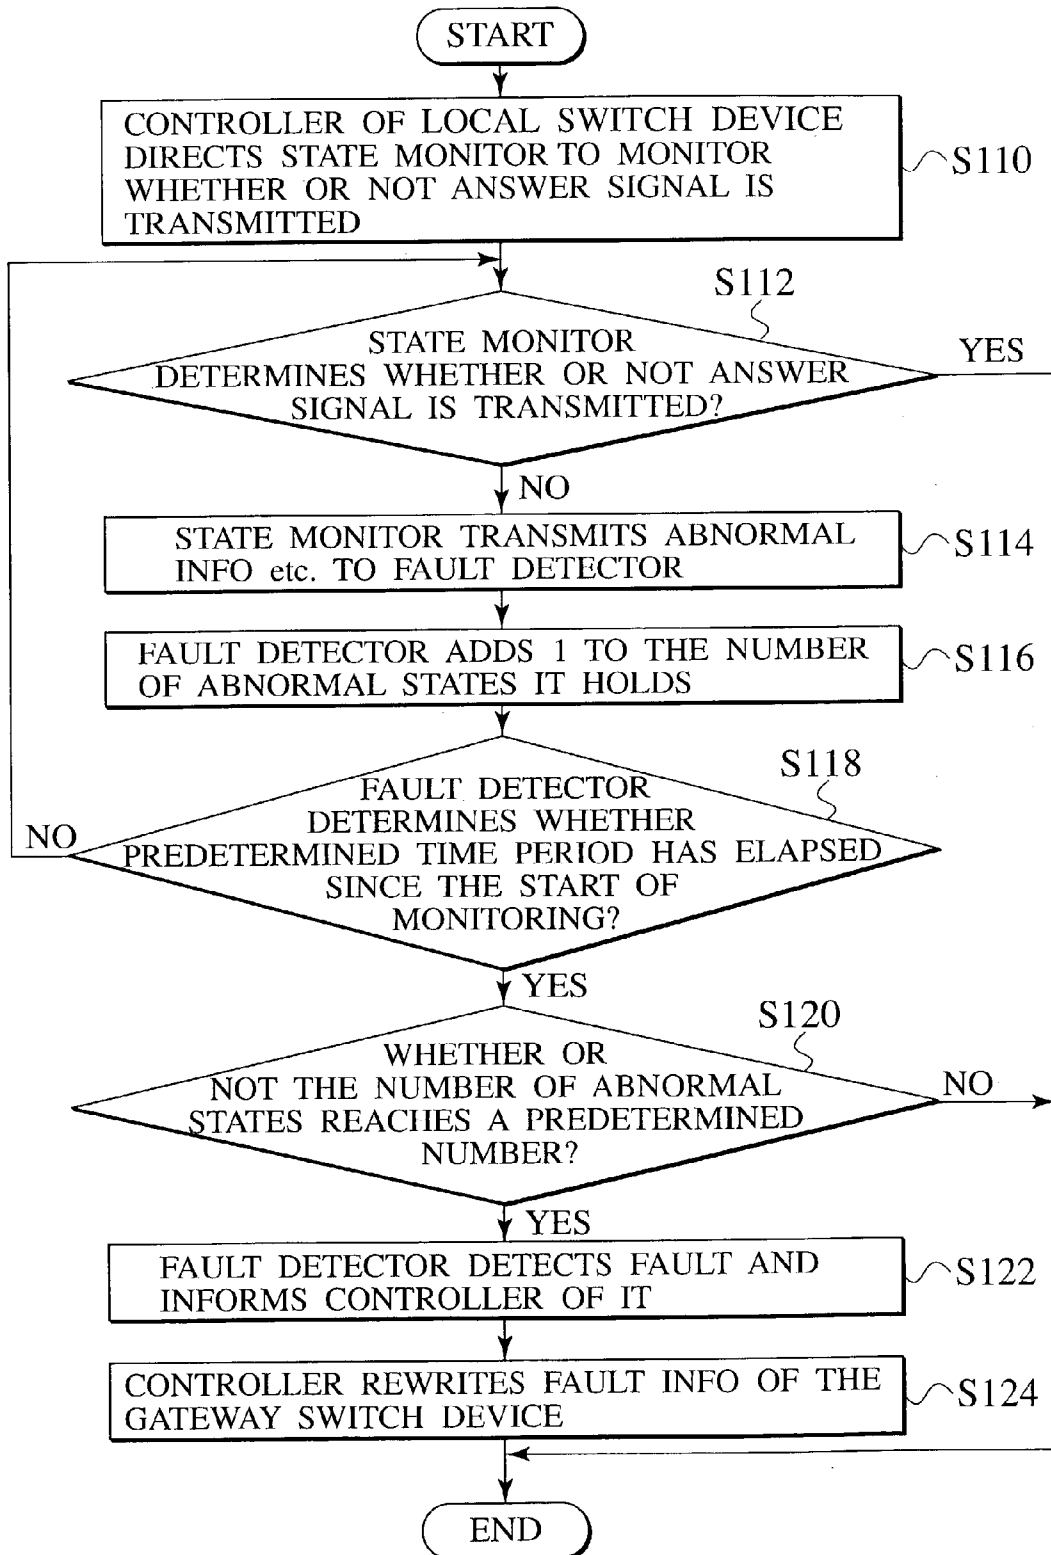 START
CONTROLLER OF LOCAL SWITCH DEVICE
DIRECTS STATE MONITOR TO MONITOR
WHETHER OR NOT ANSWER SIGNAL IS
TRANSMITTED
S110
S112
STATE MONITOR
DETERMINES WHETHER OR NOT ANSWER
SIGNAL IS TRANSMITTED?
YES
NO
STATE MONITOR TRANSMITS ABNORMAL
INFO etc. TO FAULT DETECTOR
S114
FAULT DETECTOR ADDS 1 TO THE NUMBER
OF ABNORMAL STATES IT HOLDS
S116
S118
FAULT DETECTOR
DETERMINES WHETHER
PREDETERMINED TIME PERIOD HAS ELAPSED
SINCE THE START OF
MONITORING?
NO
YES
S120
WHETHER OR
NOT THE NUMBER OF ABNORMAL
STATES REACHES A PREDETERMINED
NUMBER?
NO
YES
FAULT DETECTOR DETECTS FAULT AND
INFORMS CONTROLLER OF IT
S122
CONTROLLER REWRITES FAULT INFO OF THE
GATEWAY SWITCH DEVICE
S124
END